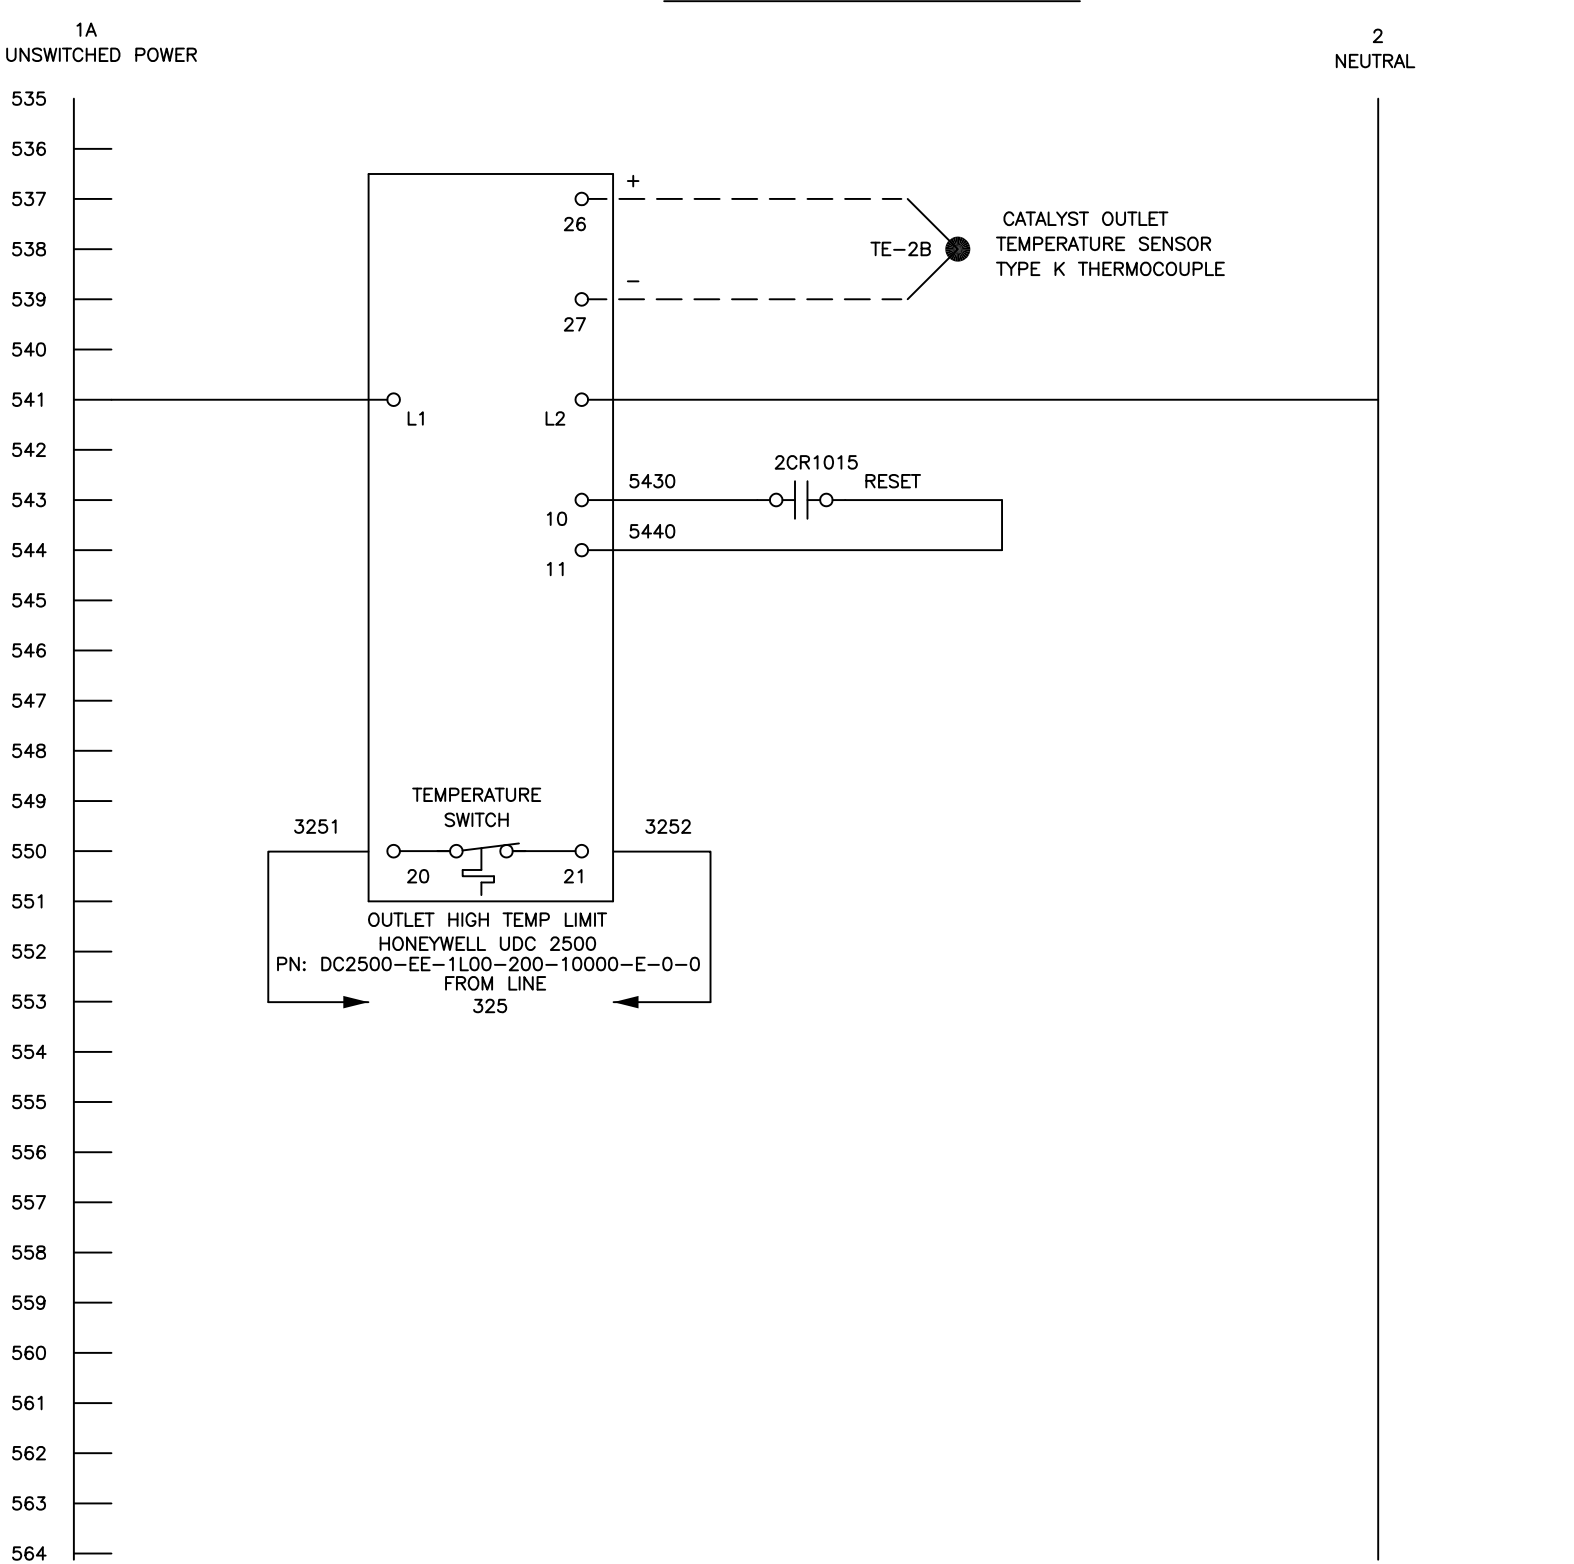 1A
UNSWITCHED POWER
2
NEUTRAL
535
536
537
538
539
540
541
542
543
544
545
546
547
548
549
550
551
552
553
554
555
556
557
558
559
560
561
562
563
564
+
26
TE-2B
CATALYST OUTLET
TEMPERATURE SENSOR
TYPE K THERMOCOUPLE
-
27
L1
L2
2CR1015
5430
RESET
10
5440
11
TEMPERATURE
SWITCH
3251
3252
20
21
OUTLET HIGH TEMP LIMIT
HONEYWELL UDC 2500
PN: DC2500-EE-1L00-200-10000-E-0-0
FROM LINE
325